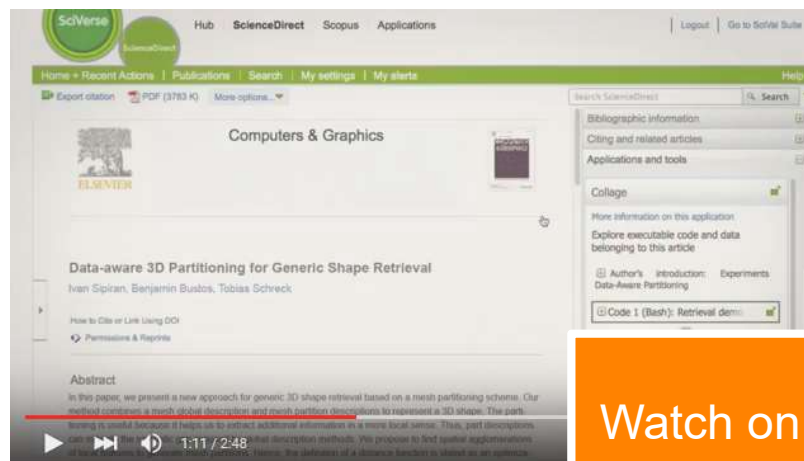 SciVerse
ScienceDirect
Hub ScienceDirect Scopus Applications
Logout Go to SciVal Suite
Home + Recent Actions | Publications | Search | My settings | My alerts
Help
Export citation PDF (3783 K) More options...
Search ScienceDirect Search
Bibliographic information
Citing and related articles
Applications and tools
Computers & Graphics
ELSEVIER
Collage
More information on this application
Explore executable code and data
belonging to this article
Author's introduction: Experiments
Data-Aware Partitioning
Code 1 (Bash): Retrieval demo
Data-aware 3D Partitioning for Generic Shape Retrieval
Ivan Sipiran, Benjamin Bustos, Tobias Schreck
How to Cite or Link Using DOI
Permissions & Reprints
Abstract
In this paper, we present a new approach for generic 3D shape retrieval based on a mesh partitioning scheme. Our
method combines a mesh global description and mesh partition descriptions to represent a 3D shape. The parti-
tioning is useful because it helps us to extract additional information in a more local sense. Thus, part descriptions
1:11 / 2:48
Watch on